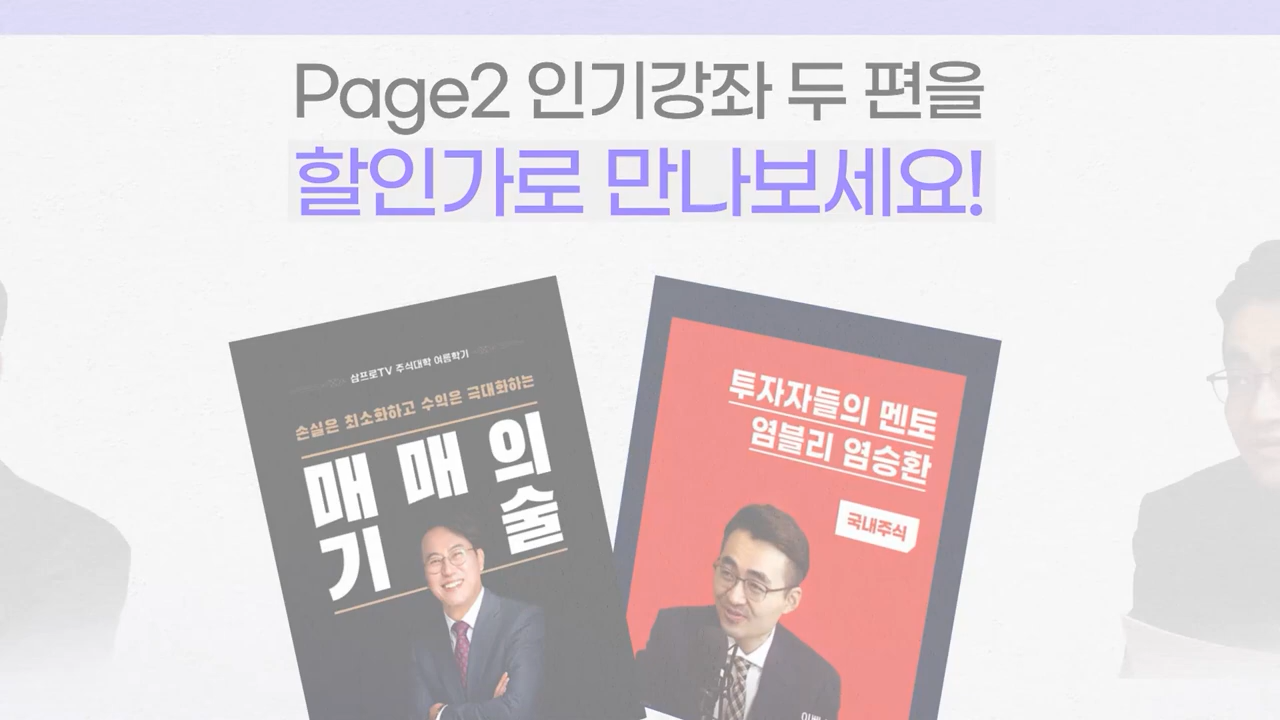 Page2 인기강좌 두 편을
할인가로 만나보세요!
삼프로TV 주식대학 여름학기
손실은 최소화하고 수익은 극대화하는
매매의
기술
투자자들의 멘토
염블리 염승환
국내주식